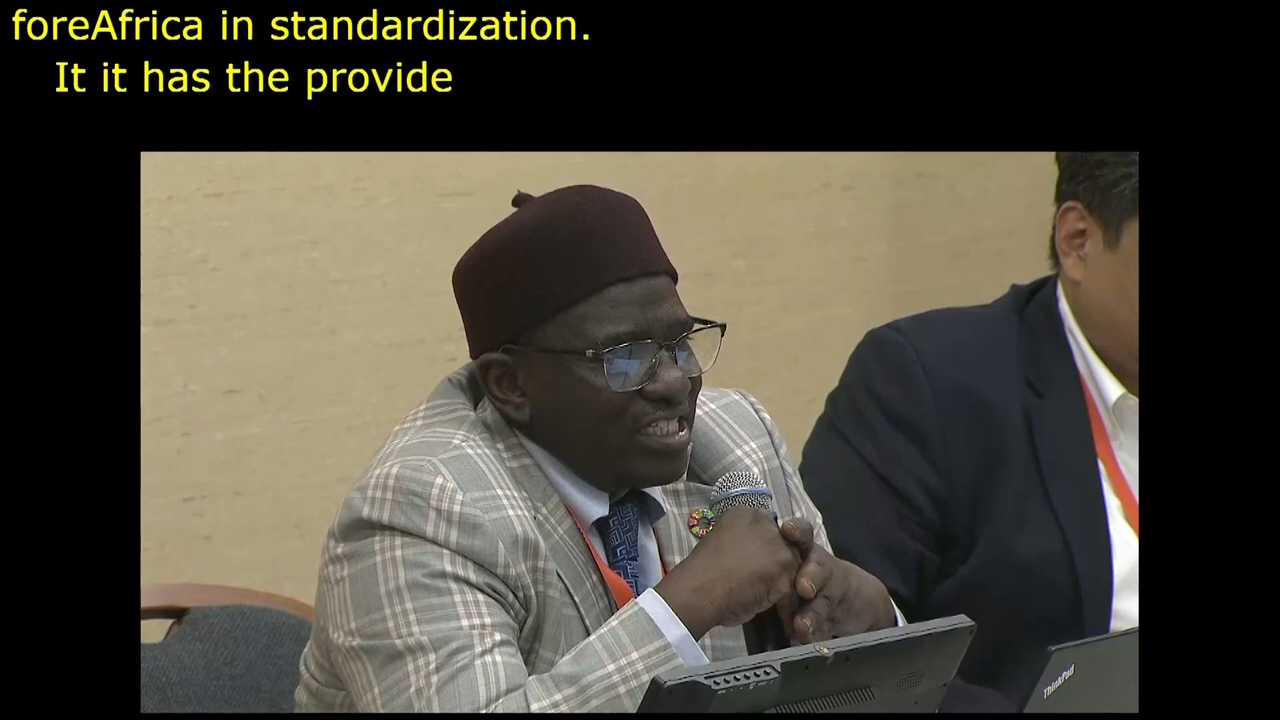 foreAfrica in standardization.
It it has the provide
ThinkPad